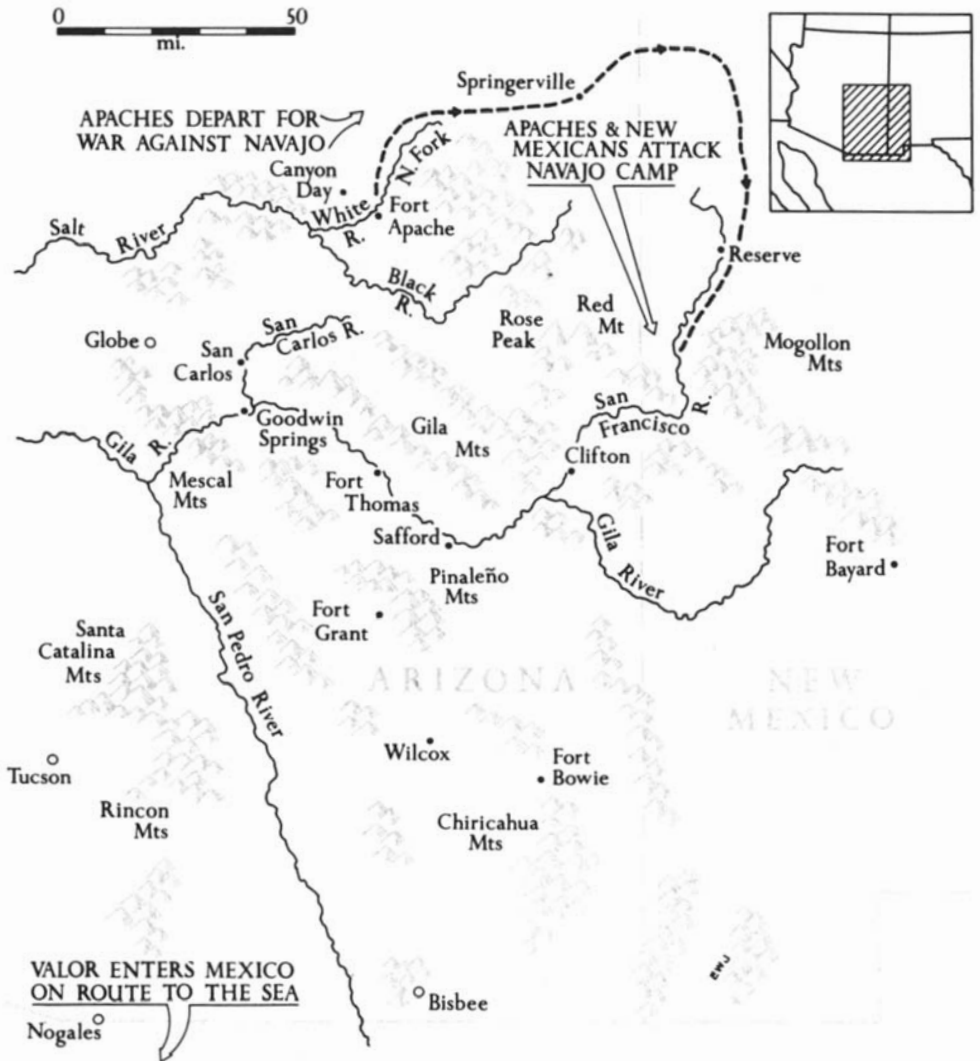 0 50
mi.
Springerville
APACHES DEPART FOR
WAR AGAINST NAVAJO
APACHES & NEW
MEXICANS ATTACK
NAVAJO CAMP
Canyon
Day
N. Fork
White
R.
Fort
Apache
Salt
River
Reserve
Black
R.
Red
Mt
Rose
Peak
Mogollon
Mts
Globe
San
Carlos R.
San
Carlos
San
Francisco
R.
Goodwin
Springs
Gila
Mts
Clifton
Gila
R.
Mescal
Mts
Fort
Thomas
Safford
Gila
River
Fort
Bayard
Pinaleño
Mts
San Pedro River
Fort
Grant
Santa
Catalina
Mts
ARIZONA
NEW
MEXICO
Wilcox
Fort
Bowie
Tucson
Rincon
Mts
Chiricahua
Mts
VALOR ENTERS MEXICO
ON ROUTE TO THE SEA
EWJ
Bisbee
Nogales